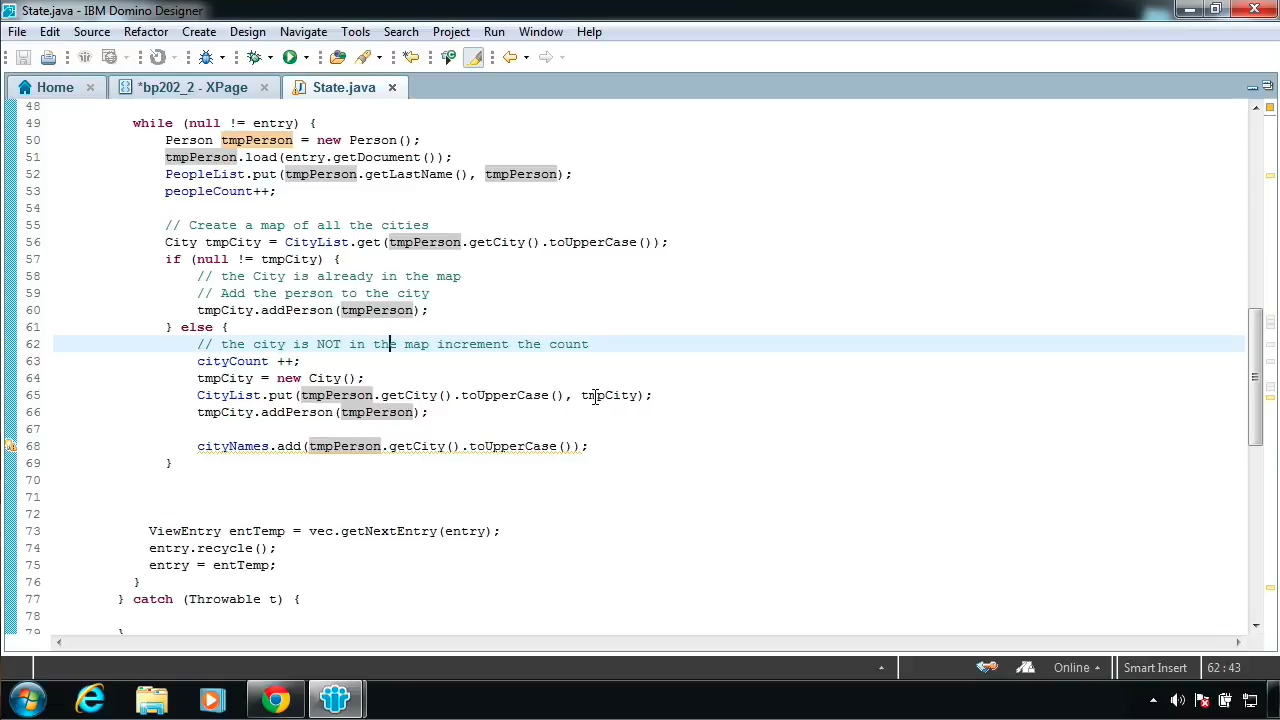 State.java - IBM Domino Designer
File Edit Source Refactor Create Design Navigate Tools Search Project Run Window Help
Home *bp202_2 - XPage State.java
48
49 while (null != entry) {
50 Person tmpPerson = new Person();
51 tmpPerson.load(entry.getDocument());
52 PeopleList.put(tmpPerson.getLastName(), tmpPerson);
53 peopleCount++;
54
55 // Create a map of all the cities
56 City tmpCity = CityList.get(tmpPerson.getCity().toUpperCase());
57 if (null != tmpCity) {
58 // the City is already in the map
59 // Add the person to the city
60 tmpCity.addPerson(tmpPerson);
61 } else {
62 // the city is NOT in the map increment the count
63 cityCount ++;
64 tmpCity = new City();
65 CityList.put(tmpPerson.getCity().toUpperCase(), tmpCity);
66 tmpCity.addPerson(tmpPerson);
67
68 cityNames.add(tmpPerson.getCity().toUpperCase());
69 }
70
71
72
73 ViewEntry entTemp = vec.getNextEntry(entry);
74 entry.recycle();
75 entry = entTemp;
76 }
77 } catch (Throwable t) {
78
79 }
Online Smart Insert 62 : 43